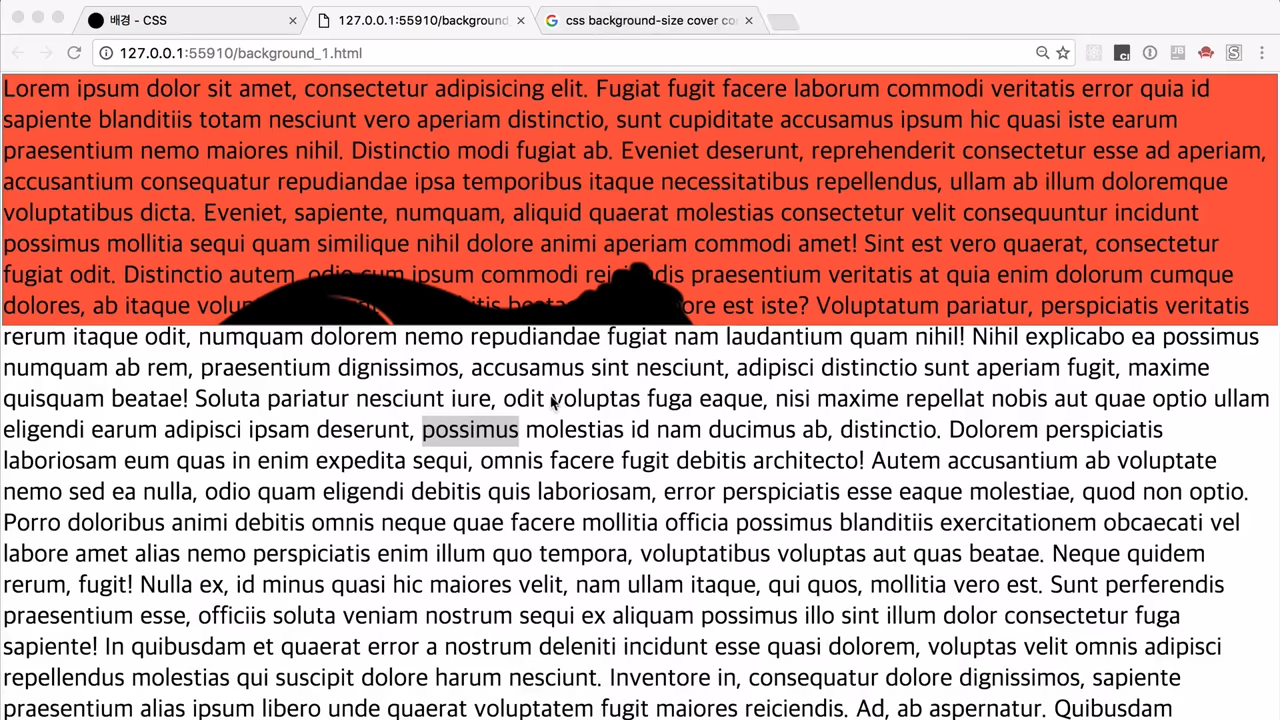 배경 - CSS
127.0.0.1:55910/background
css background-size cover co
127.0.0.1:55910/background_1.html
Lorem ipsum dolor sit amet, consectetur adipisicing elit. Fugiat fugit facere laborum commodi veritatis error quia id
sapiente blanditiis totam nesciunt vero aperiam distinctio, sunt cupiditate accusamus ipsum hic quasi iste earum
praesentium nemo maiores nihil. Distinctio modi fugiat ab. Eveniet deserunt, reprehenderit consectetur esse ad aperiam,
accusantium consequatur repudiandae ipsa temporibus itaque necessitatibus repellendus, ullam ab illum doloremque
voluptatibus dicta. Eveniet, sapiente, numquam, aliquid quaerat molestias consectetur velit consequuntur incidunt
possimus mollitia sequi quam similique nihil dolore animi aperiam commodi amet! Sint est vero quaerat, consectetur
fugiat odit. Distinctio autem, odio cum ipsum commodi praesentium veritatis at quia enim dolorum cumque
dolores, ab itaque est iste? Voluptatum pariatur, perspiciatis veritatis
rerum itaque odit, numquam dolorem nemo repudiandae fugiat nam laudantium quam nihil! Nihil explicabo ea possimus
numquam ab rem, praesentium dignissimos, accusamus sint nesciunt, adipisci distinctio sunt aperiam fugit, maxime
quisquam beatae! Soluta pariatur nesciunt iure, odit voluptas fuga eaque, nisi maxime repellat nobis aut quae optio ullam
eligendi earum adipisci ipsam deserunt, possimus molestias id nam ducimus ab, distinctio. Dolorem perspiciatis
laboriosam eum quas in enim expedita sequi, omnis facere fugit debitis architecto! Autem accusantium ab voluptate
nemo sed ea nulla, odio quam eligendi debitis quis laboriosam, error perspiciatis esse eaque molestiae, quod non optio.
Porro doloribus animi debitis omnis neque quae facere mollitia officia possimus blanditiis exercitationem obcaecati vel
labore amet alias nemo perspiciatis enim illum quo tempora, voluptatibus voluptas aut quas beatae. Neque quidem
rerum, fugit! Nulla ex, id minus quasi hic maiores velit, nam ullam itaque, qui quos, mollitia vero est. Sunt perferendis
praesentium esse, officiis soluta veniam nostrum sequi ex aliquam possimus illo sint illum dolor consectetur fuga
sapiente! In quibusdam et quaerat error a nostrum deleniti incidunt esse quasi dolorem, voluptas velit omnis adipisci
repellendus molestias qui suscipit dolore harum nesciunt. Inventore in, consequatur dolore dignissimos, sapiente
praesentium alias ipsum libero unde quaerat voluptatem fugit maiores reiciendis. Ad, ab aspernatur. Quibusdam